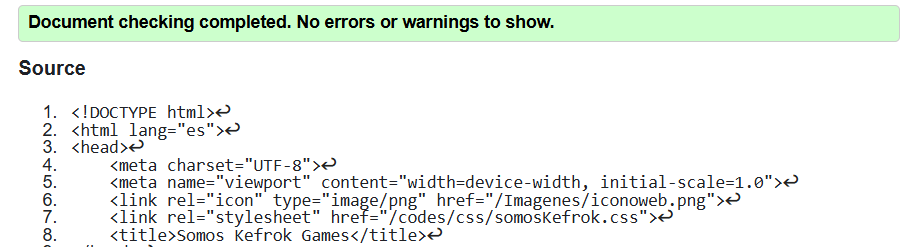 Document checking completed. No errors or warnings to show.
Source
1. <!DOCTYPE html>↩
2. <html lang="es">↩
3. <head>↩
4.     <meta charset="UTF-8">↩
5.     <meta name="viewport" content="width=device-width, initial-scale=1.0">↩
6.     <link rel="icon" type="image/png" href="/Imagenes/iconoweb.png">↩
7.     <link rel="stylesheet" href="/codes/css/somosKefrok.css">↩
8.     <title>Somos Kefrok Games</title>↩